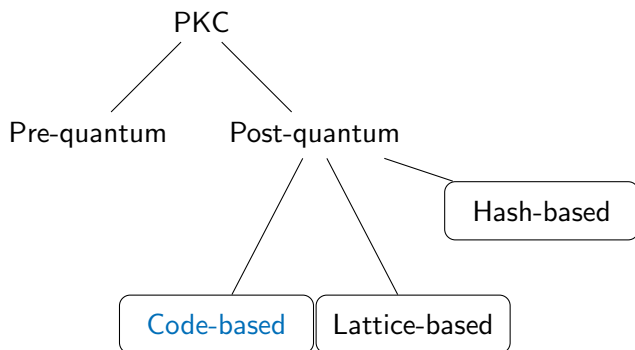 PKC
Pre-quantum
Post-quantum
Hash-based
Code-based
Lattice-based